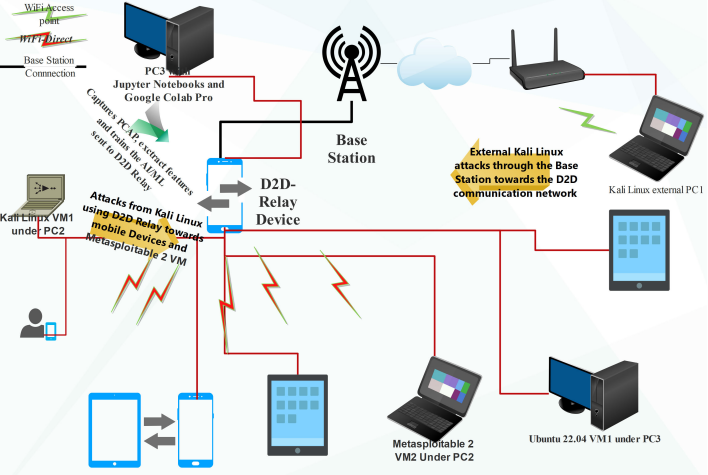 WiFi Access
point
WiFi-Direct
Base Station
Connnection
PC3 with
Jupyter Notebooks and
Google Colab Pro
Captures PCAP, exctract features
and trains the AI/ML
sent to D2D Relay
Base
Station
External Kali Linux
attacks through the Base
Station towards the D2D
communication network
Kali Linux external PC1
D2D-
Relay
Device
Kali Linux VM1
under PC2
Attacks from Kali Linux
using D2D Relay towards
mobile Devices and
Metasploitable 2 VM
Metasploitable 2
VM2 Under PC2
Ubuntu 22.04 VM1 under PC3